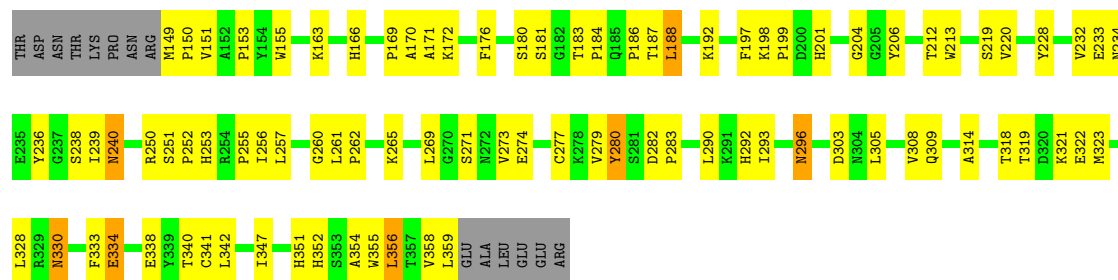 THR ASP ASN THR LYS PRO ASN ARG M149 P150 V151 A152 P153 Y154 W155 K163 H166 P169 A170 A171 K172 F176 S180 S181 G182 T183 P184 Q185 P186 T187 L188 K192 F197 K198 P199 D200 H201 G204 G205 Y206 T212 W213 S219 V220 Y228 V232 E233 N234
E235 Y236 G237 S238 I239 N240 R250 S251 P252 H253 R254 P255 I256 L257 G260 L261 P262 K265 L269 G270 S271 N272 V273 E274 C277 K278 V279 Y280 S281 D282 P283 L290 K291 H292 I293 N296 D303 N304 L305 V308 Q309 A314 T318 T319 D320 K321 E322 M323
L328 R329 N330 F333 E334 E338 Y339 T340 C341 L342 I347 H351 H352 S353 A354 W355 L356 T357 V358 L359 GLU ALA LEU GLU GLU ARG